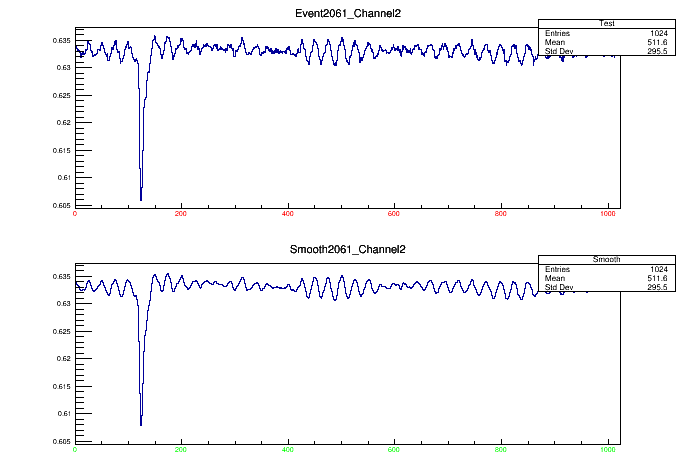 Event2061_Channel2
Test
Entries 1024
Mean 511.6
Std Dev 295.5
0.635
0.63
0.625
0.62
0.615
0.61
0.605
0 200 400 600 800 1000
Smooth2061_Channel2
Smooth
Entries 1024
Mean 511.6
Std Dev 295.5
0.635
0.63
0.625
0.62
0.615
0.61
0.605
0 200 400 600 800 1000